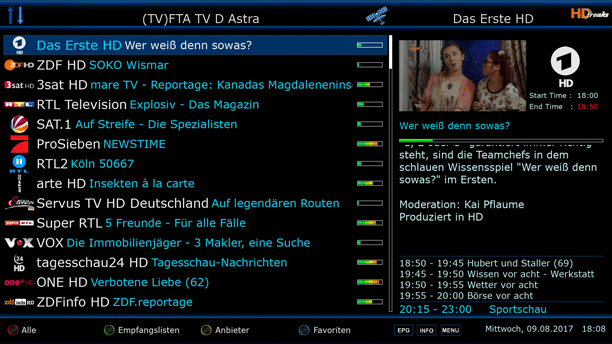 (TV)FTA TV D Astra
Das Erste HD
HD freaks
Das Erste HD Wer weiß denn sowas?
ZDF HD SOKO Wismar
3sat HD mare TV - Reportage: Kanadas Magdalenenins
RTL Television Explosiv - Das Magazin
SAT.1 Auf Streife - Die Spezialisten
ProSieben NEWSTIME
RTL2 Köln 50667
arte HD Insekten à la carte
Servus TV HD Deutschland Auf legendären Routen
Super RTL 5 Freunde - Für alle Fälle
VOX Die Immobilienjäger - 3 Makler, eine Suche
tagesschau24 HD Tagesschau-Nachrichten
ONE HD Verbotene Liebe (62)
ZDFinfo HD ZDF.reportage
1
HD
Start Time : 18:00
End Time : 18:50
Wer weiß denn sowas?
steht, sind die Teamchefs in dem
schlauen Wissensspiel "Wer weiß denn
sowas?" im Ersten.
Moderation: Kai Pflaume
Produziert in HD
18:50 - 19:45 Hubert und Staller (69)
19:45 - 19:50 Wissen vor acht - Werkstatt
19:50 - 19:55 Wetter vor acht
19:55 - 20:00 Börse vor acht
20:15 - 23:00 Sportschau
Alle
Empfangslisten
Anbieter
Favoriten
EPG INFO MENU
Mittwoch, 09.08.2017 18:08